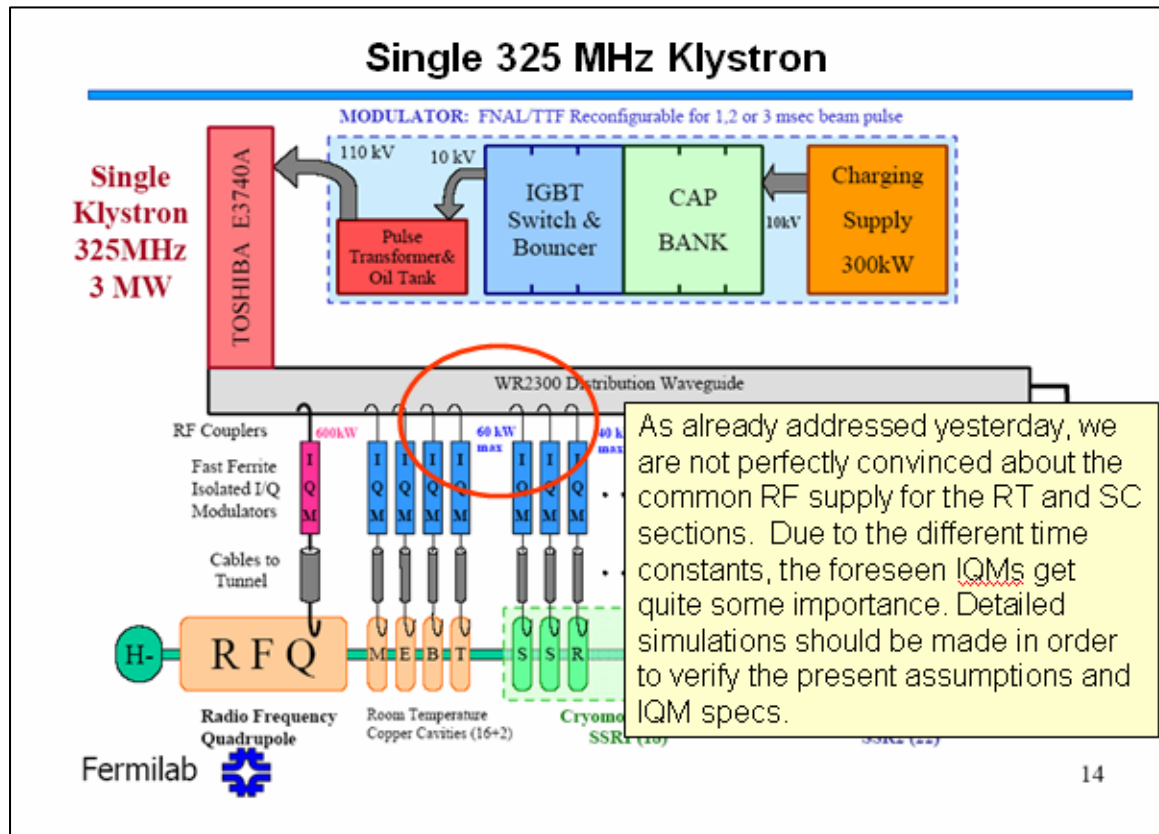 Single 325 MHz Klystron
MODULATOR: FNAL/TTF Reconfigurable for 1,2 or 3 msec beam pulse
Single
Klystron
325MHz
3 MW
TOSHIBA E3740A
110 kV
10 kV
Pulse
Transformer&
Oil Tank
IGBT
Switch &
Bouncer
CAP
BANK
10kV
Charging
Supply
300kW
WR2300 Distribution Waveguide
RF Couplers
600kW
60 kW
max
40 k
max
Fast Ferrite
Isolated I/Q
Modulators
I
Q
M
I
Q
M
I
Q
M
I
Q
M
I
Q
M
I
Q
M
I
Q
M
I
Q
M
Cables to
Tunnel
H-
R F Q
M E B T
S S R
Radio Frequency
Quadrupole
Room Temperature
Copper Cavities (16+2)
Cryomo
As already addressed yesterday, we
are not perfectly convinced about the
common RF supply for the RT and SC
sections. Due to the different time
constants, the foreseen IQMs get
quite some importance. Detailed
simulations should be made in order
to verify the present assumptions and
IQM specs.
Fermilab
14